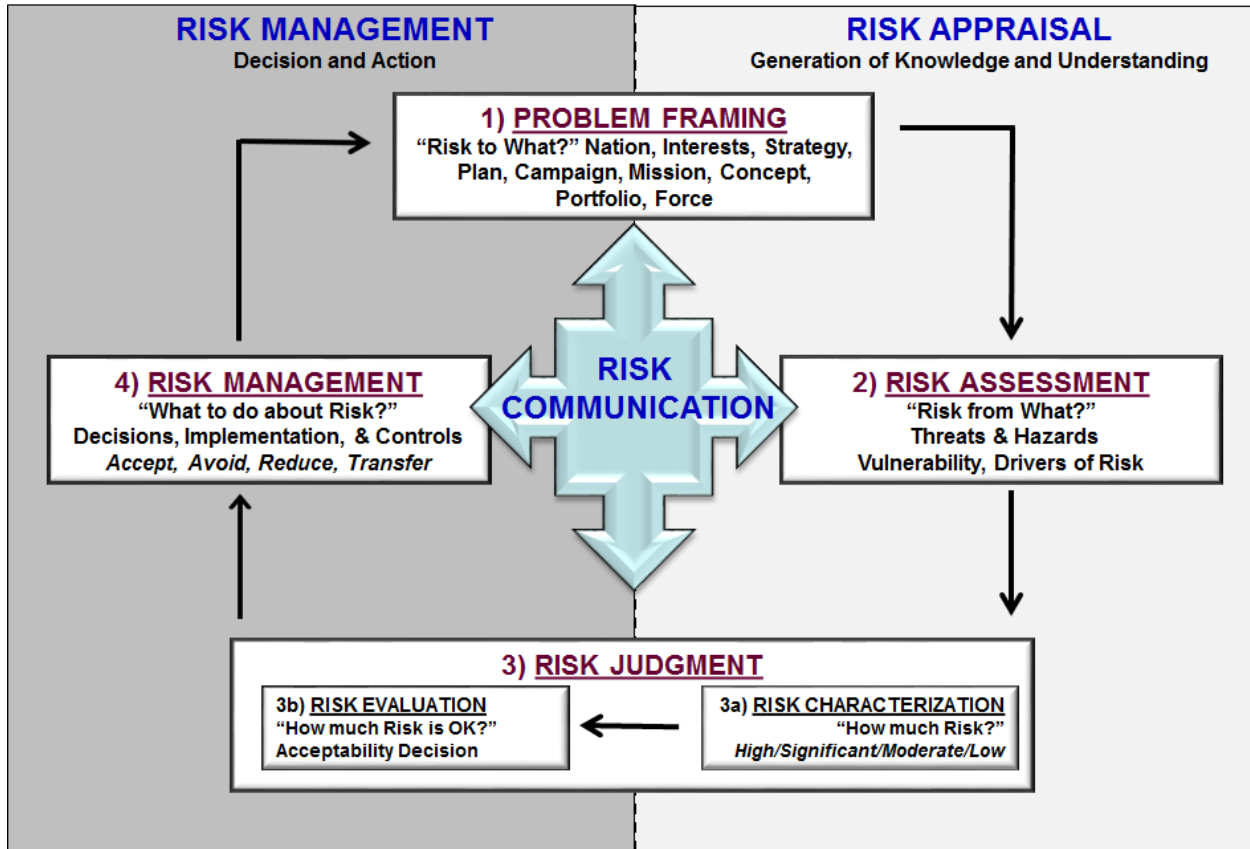 RISK MANAGEMENT
Decision and Action
RISK APPRAISAL
Generation of Knowledge and Understanding
1) PROBLEM FRAMING
“Risk to What?” Nation, Interests, Strategy,
Plan, Campaign, Mission, Concept,
Portfolio, Force
4) RISK MANAGEMENT
“What to do about Risk?”
Decisions, Implementation, & Controls
Accept, Avoid, Reduce, Transfer
RISK
COMMUNICATION
2) RISK ASSESSMENT
“Risk from What?”
Threats & Hazards
Vulnerability, Drivers of Risk
3) RISK JUDGMENT
3b) RISK EVALUATION
“How much Risk is OK?”
Acceptability Decision
3a) RISK CHARACTERIZATION
“How much Risk?”
High/Significant/Moderate/Low